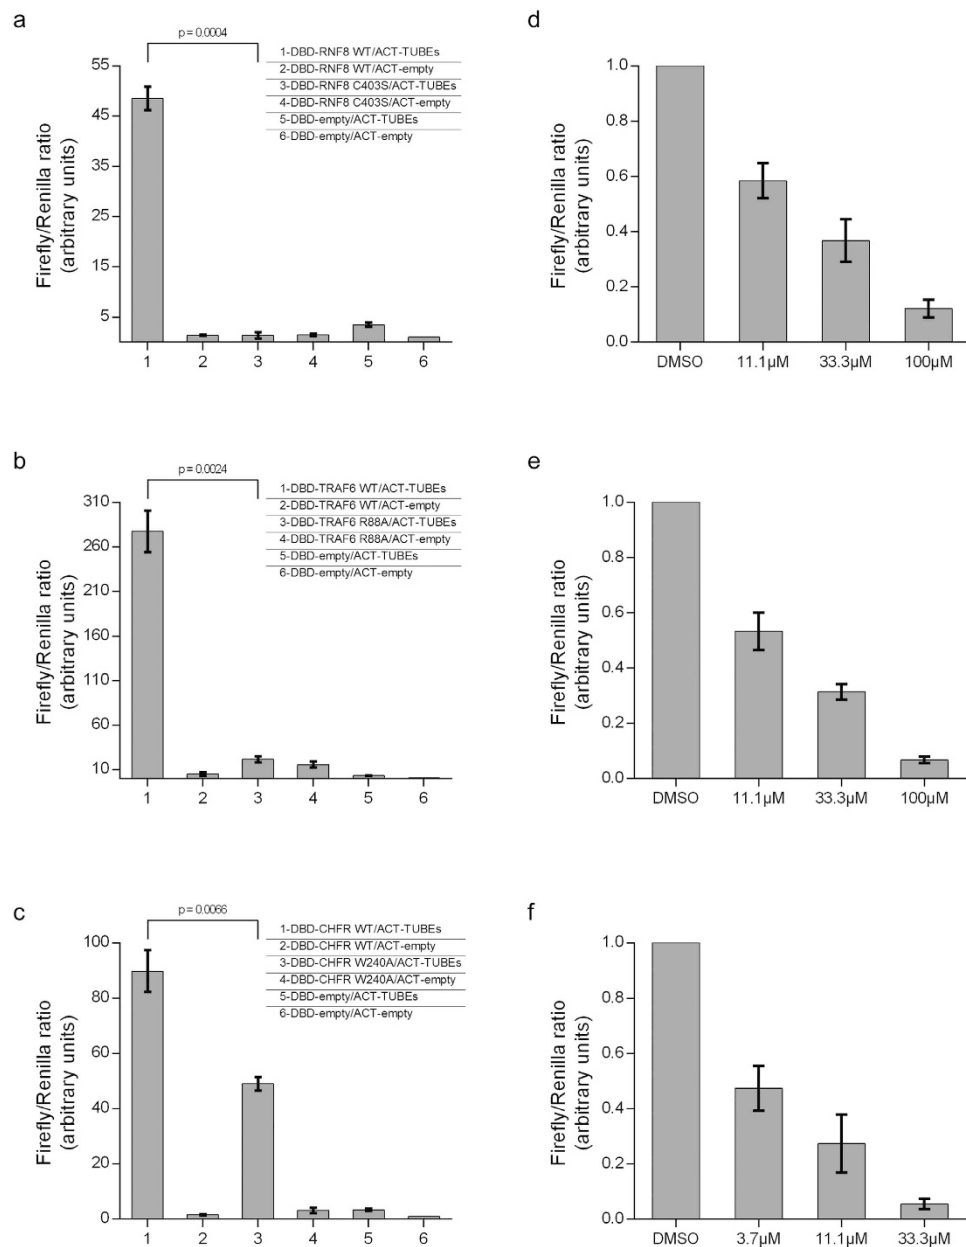 a
p = 0.0004
1-DBD-RNF8 WT/ACT-TUBEs
2-DBD-RNF8 WT/ACT-empty
3-DBD-RNF8 C403S/ACT-TUBEs
4-DBD-RNF8 C403S/ACT-empty
5-DBD-empty/ACT-TUBEs
6-DBD-empty/ACT-empty
Firefly/Renilla ratio
(arbitrary units)
55
45
35
25
15
5
1 2 3 4 5 6
d
Firefly/Renilla ratio
(arbitrary units)
1.0
0.8
0.6
0.4
0.2
0.0
DMSO 11.1µM 33.3µM 100µM
b
p = 0.0024
1-DBD-TRAF6 WT/ACT-TUBEs
2-DBD-TRAF6 WT/ACT-empty
3-DBD-TRAF6 R88A/ACT-TUBEs
4-DBD-TRAF6 R88A/ACT-empty
5-DBD-empty/ACT-TUBEs
6-DBD-empty/ACT-empty
Firefly/Renilla ratio
(arbitrary units)
310
260
210
160
110
60
10
1 2 3 4 5 6
e
Firefly/Renilla ratio
(arbitrary units)
1.0
0.8
0.6
0.4
0.2
0.0
DMSO 11.1µM 33.3µM 100µM
c
p = 0.0066
1-DBD-CHFR WT/ACT-TUBEs
2-DBD-CHFR WT/ACT-empty
3-DBD-CHFR W240A/ACT-TUBEs
4-DBD-CHFR W240A/ACT-empty
5-DBD-empty/ACT-TUBEs
6-DBD-empty/ACT-empty
Firefly/Renilla ratio
(arbitrary units)
100
80
60
40
20
0
1 2 3 4 5 6
f
Firefly/Renilla ratio
(arbitrary units)
1.0
0.8
0.6
0.4
0.2
0.0
DMSO 3.7µM 11.1µM 33.3µM